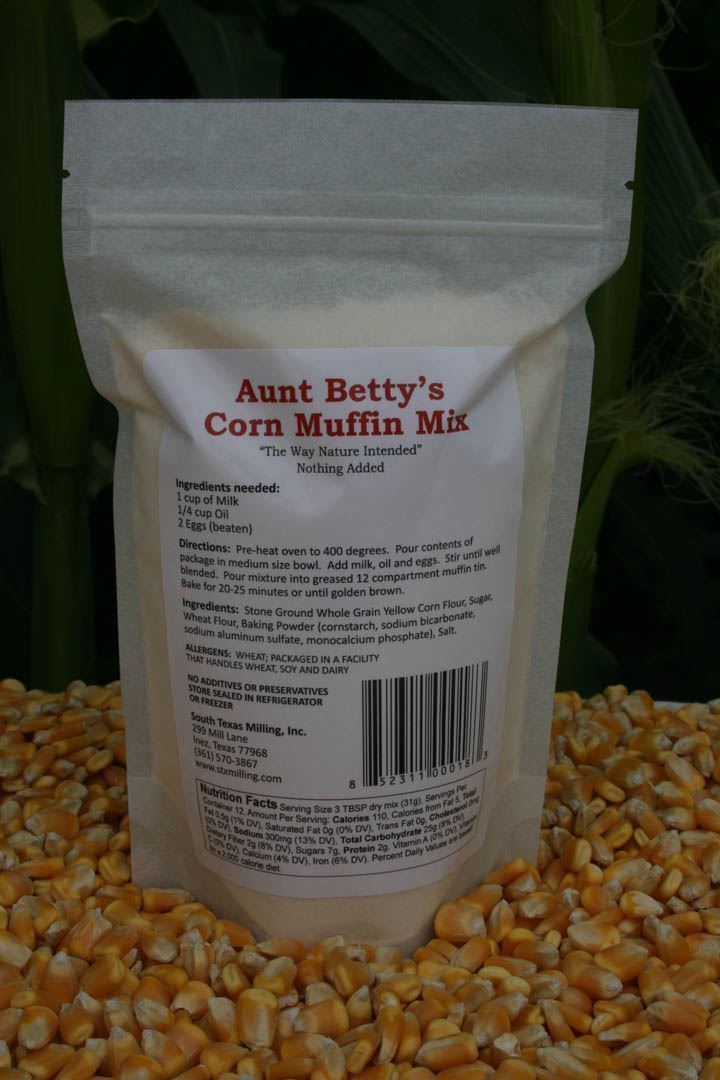 Aunt Betty's
Corn Muffin Mix
"The Way Nature Intended"
Nothing Added
Ingredients needed:
1 cup of Milk
1/4 cup Oil
2 Eggs (beaten)
Directions: Pre-heat oven to 400 degrees. Pour contents of
package in medium size bowl. Add milk, oil and eggs. Stir until well
blended. Pour mixture into greased 12 compartment muffin tin.
Bake for 20-25 minutes or until golden brown.
Ingredients: Stone Ground Whole Grain Yellow Corn Flour, Sugar,
Wheat Flour, Baking Powder (cornstarch, sodium bicarbonate,
sodium aluminum sulfate, monocalcium phosphate), Salt.
ALLERGENS: WHEAT; PACKAGED IN A FACILITY
THAT HANDLES WHEAT, SOY AND DAIRY
NO ADDITIVES OR PRESERVATIVES
STORE SEALED IN REFRIGERATOR
OR FREEZER
South Texas Milling, Inc.
299 Mill Lane
Inez, Texas 77968
(361) 570-3867
www.stxmilling.com
8 52311 00018 3
Nutrition Facts Serving Size 3 TBSP dry mix (31g), Servings Per
Container 12, Amount Per Serving: Calories 110, Calories from Fat 5, Total
Fat 0.5g (1% DV), Saturated Fat 0g (0% DV), Trans Fat 0g, Cholesterol 0mg
(0% DV), Sodium 300mg (13% DV), Total Carbohydrate 25g (8% DV),
Dietary Fiber 2g (8% DV), Sugars 7g, Protein 2g, Vitamin A (0% DV), Vitamin
C (0% DV), Calcium (4% DV), Iron (6% DV). Percent Daily Values are based
on a 2,000 calorie diet.